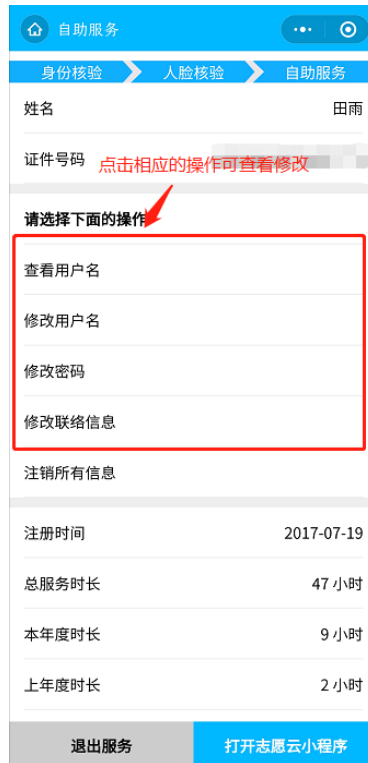 自助服务
身份核验 人脸核验 自助服务
姓名 田雨
证件号码
点击相应的操作可查看修改
请选择下面的操作
查看用户名
修改用户名
修改密码
修改联络信息
注销所有信息
注册时间 2017-07-19
总服务时长 47 小时
本年度时长 9 小时
上年度时长 2 小时
退出服务 打开志愿云小程序